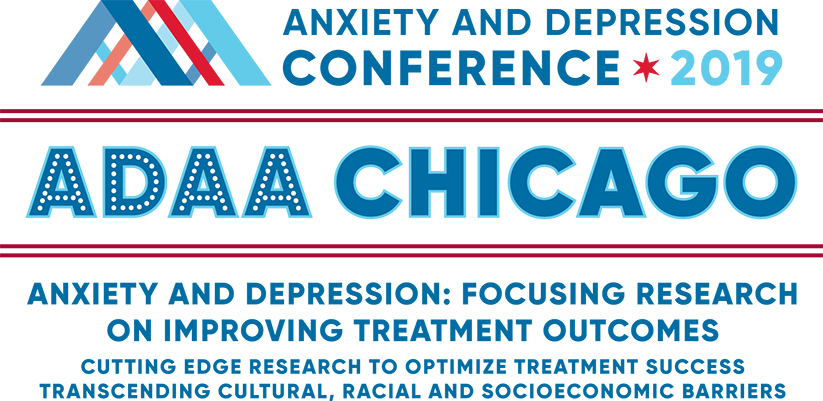 ANXIETY AND DEPRESSION
CONFERENCE ✶ 2019
ADAA CHICAGO
ANXIETY AND DEPRESSION: FOCUSING RESEARCH
ON IMPROVING TREATMENT OUTCOMES
CUTTING EDGE RESEARCH TO OPTIMIZE TREATMENT SUCCESS
TRANSCENDING CULTURAL, RACIAL AND SOCIOECONOMIC BARRIERS